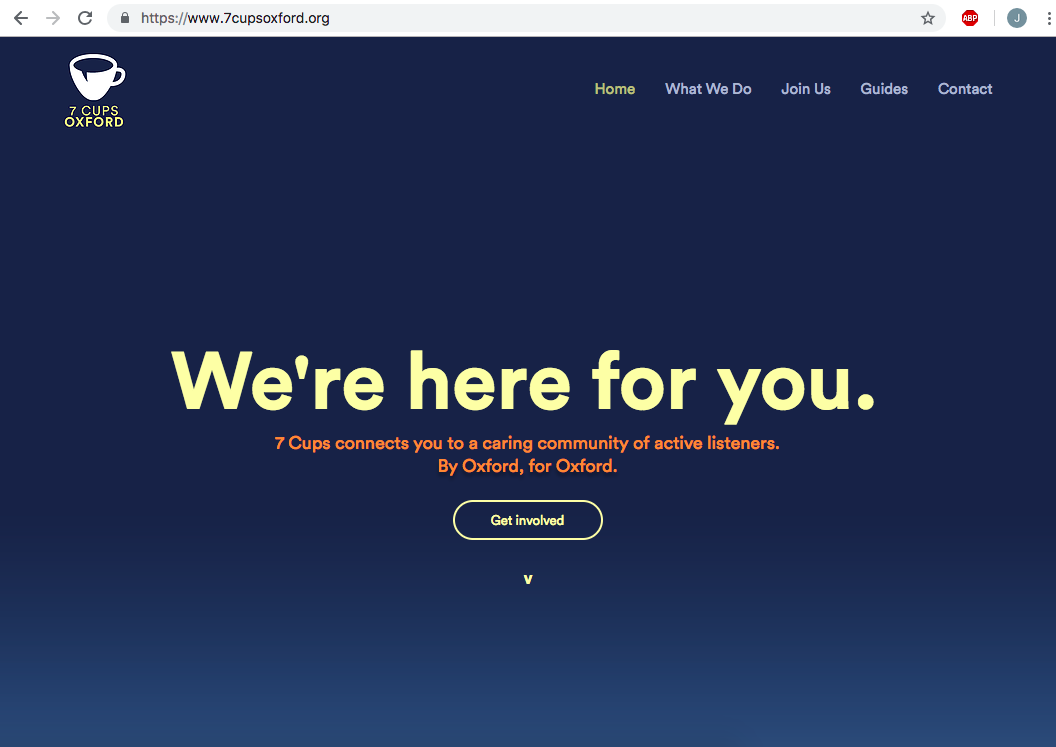 https://www.7cupsoxford.org
ABP
J
7 CUPS
OXFORD
Home What We Do Join Us Guides Contact
We're here for you.
7 Cups connects you to a caring community of active listeners.
By Oxford, for Oxford.
Get involved
v